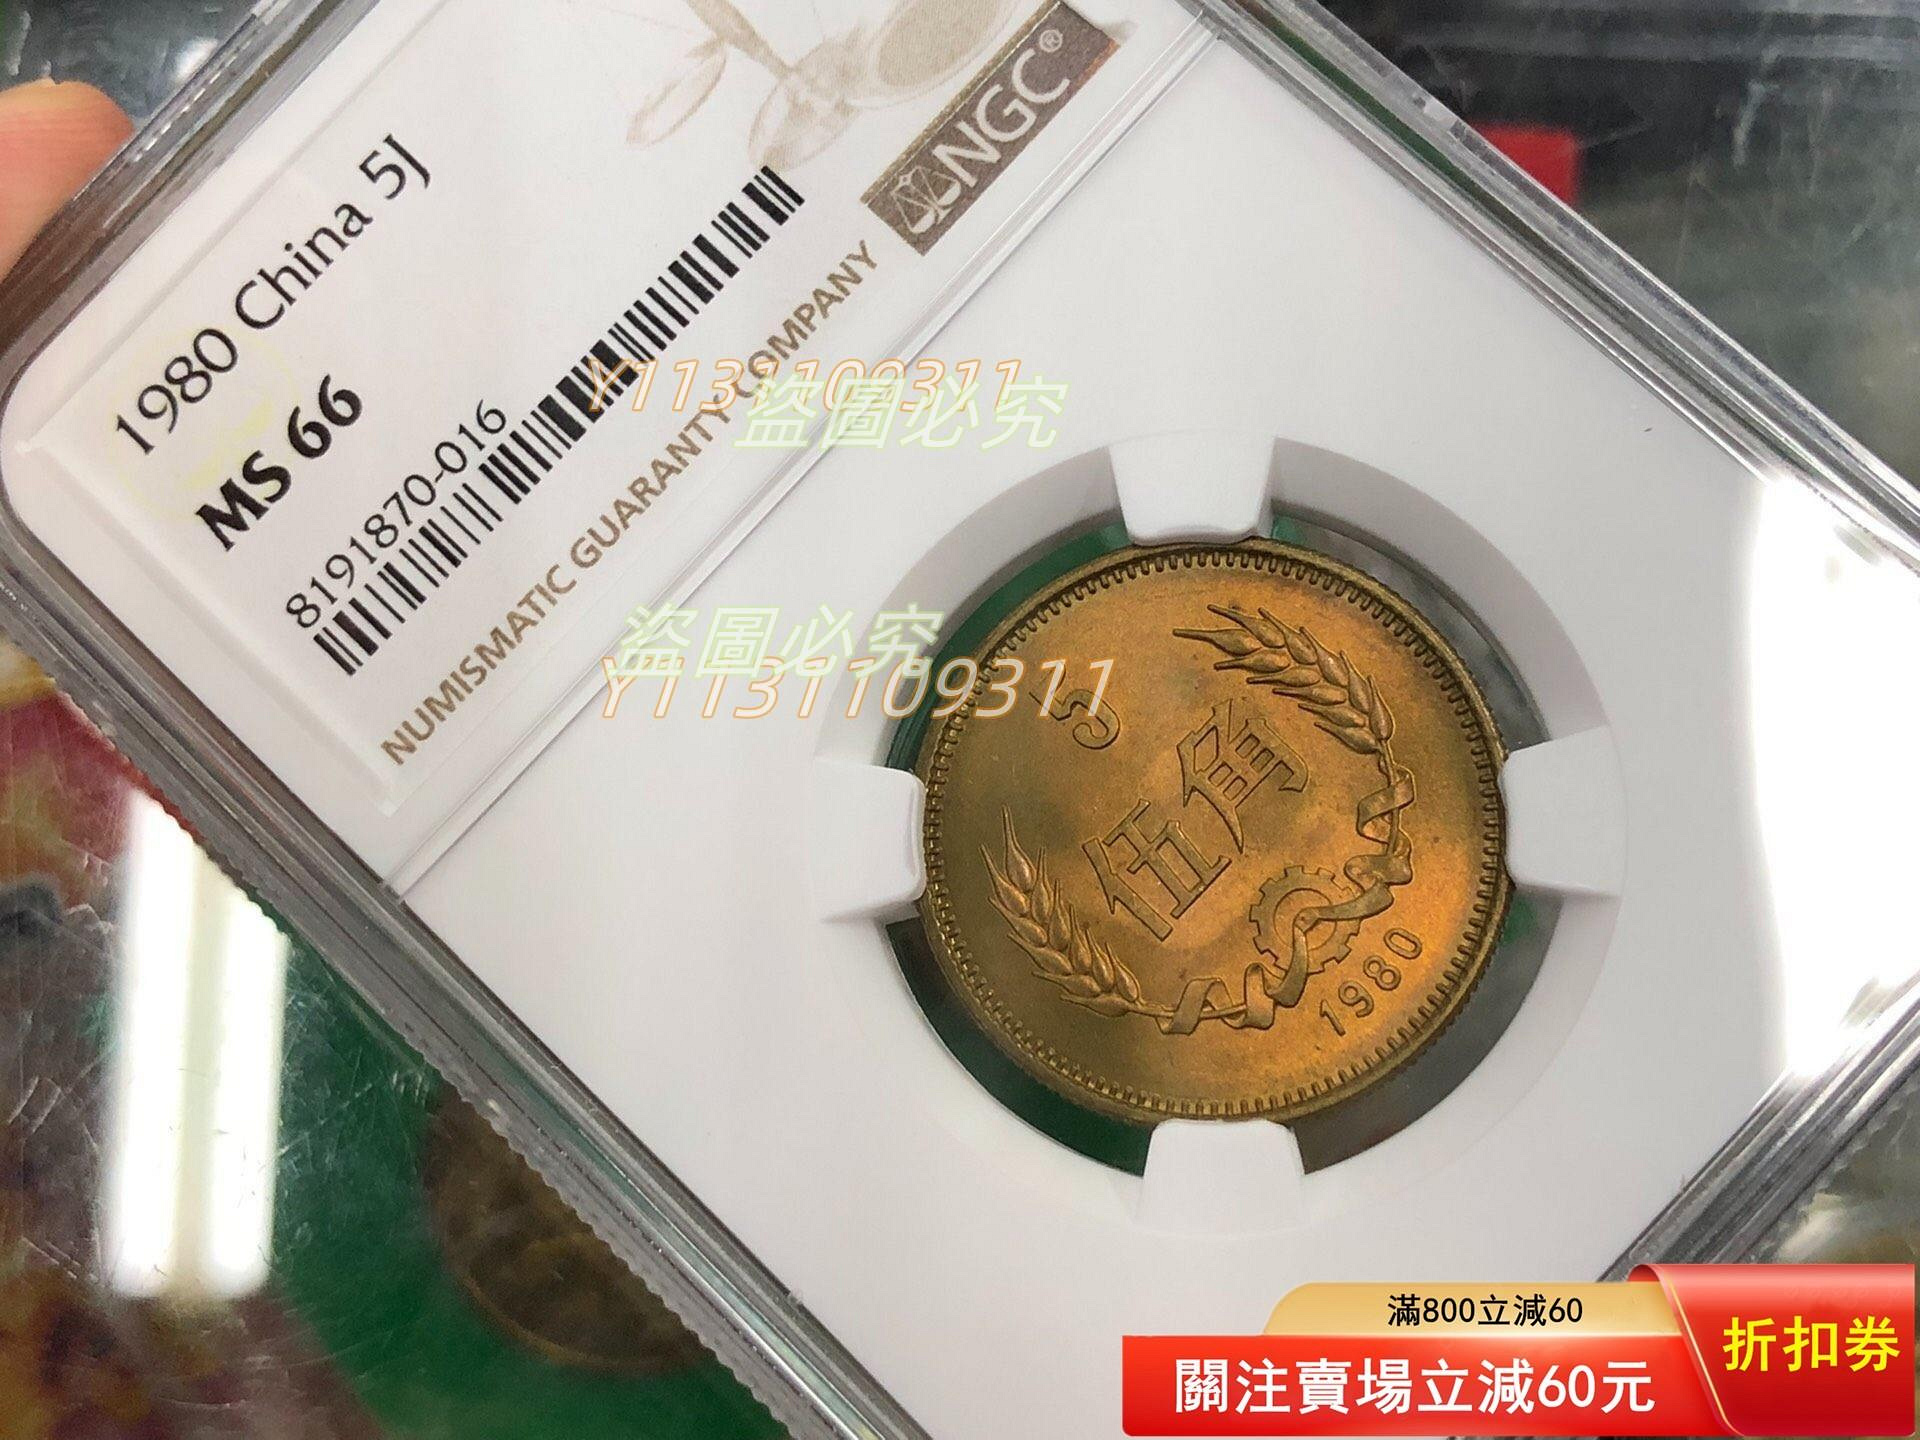 1980 China 5J
MS 66
8191870-016
NGC®
NUMISMATIC GUARANTY COMPANY
Y1131109311
盜圖必究
盜圖必究
Y1131109311
5
伍角
1980
滿800立減60
關注賣場立減60元
折扣券